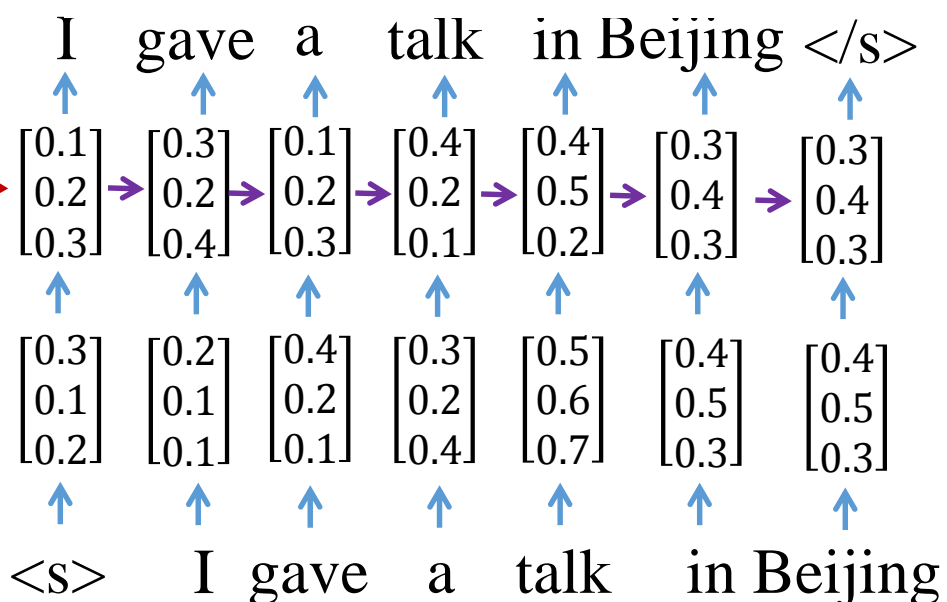 I gave a talk in Beijing </s>
0.1 0.3 0.1 0.4 0.4 0.3 0.3
0.2 0.2 0.2 0.2 0.5 0.4 0.4
0.3 0.4 0.3 0.1 0.2 0.3 0.3
0.3 0.2 0.4 0.3 0.5 0.4 0.4
0.1 0.1 0.2 0.2 0.6 0.5 0.5
0.2 0.1 0.1 0.4 0.7 0.3 0.3
<s> I gave a talk in Beijing